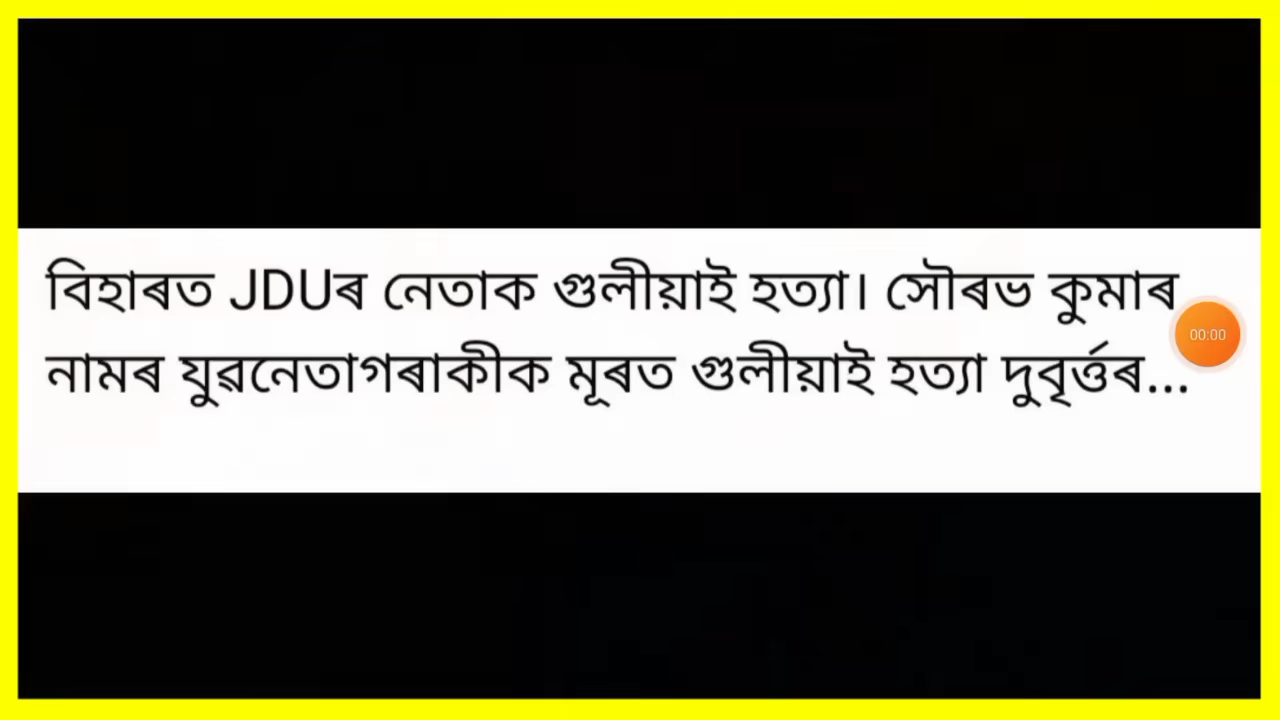 বিহাৰত JDUৰ নেতাক গুলীয়াই হত্যা। সৌৰভ কুমাৰ
00:00
নামৰ যুৱনেতাগৰাকীক মূৰত গুলীয়াই হত্যা দুবৃৰ্ত্তৰ...